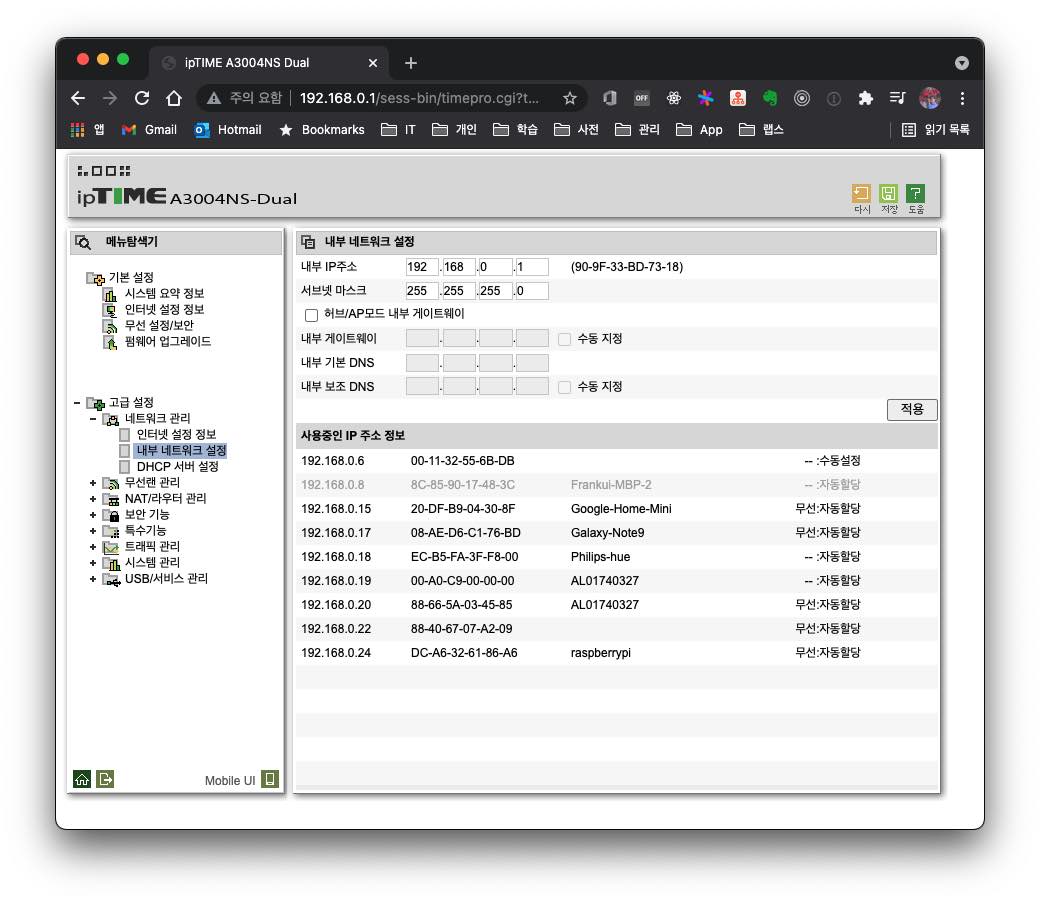 ipTIME A3004NS Dual
주의 요함 192.168.0.1/sess-bin/timepro.cgi?t...
OFF
앱 Gmail Hotmail Bookmarks IT 개인 학습 사전 관리 App 랩스 읽기 목록
ipTIME A3004NS-Dual
다시 저장 도움
메뉴탐색기
기본 설정
시스템 요약 정보
인터넷 설정 정보
무선 설정/보안
펌웨어 업그레이드
고급 설정
네트워크 관리
인터넷 설정 정보
내부 네트워크 설정
DHCP 서버 설정
무선랜 관리
NAT/라우터 관리
보안 기능
특수기능
트래픽 관리
시스템 관리
USB/서비스 관리
Mobile UI
내부 네트워크 설정
내부 IP주소 192 . 168 . 0 . 1 (90-9F-33-BD-73-18)
서브넷 마스크 255 . 255 . 255 . 0
허브/AP모드 내부 게이트웨이
내부 게이트웨이 . . . 수동 지정
내부 기본 DNS . . .
내부 보조 DNS . . . 수동 지정
적용
사용중인 IP 주소 정보
192.168.0.6 00-11-32-55-6B-DB -- :수동설정
192.168.0.8 8C-85-90-17-48-3C Frankui-MBP-2 -- :자동할당
192.168.0.15 20-DF-B9-04-30-8F Google-Home-Mini 무선:자동할당
192.168.0.17 08-AE-D6-C1-76-BD Galaxy-Note9 무선:자동할당
192.168.0.18 EC-B5-FA-3F-F8-00 Philips-hue -- :자동할당
192.168.0.19 00-A0-C9-00-00-00 AL01740327 -- :자동할당
192.168.0.20 88-66-5A-03-45-85 AL01740327 무선:자동할당
192.168.0.22 88-40-67-07-A2-09 무선:자동할당
192.168.0.24 DC-A6-32-61-86-A6 raspberrypi 무선:자동할당